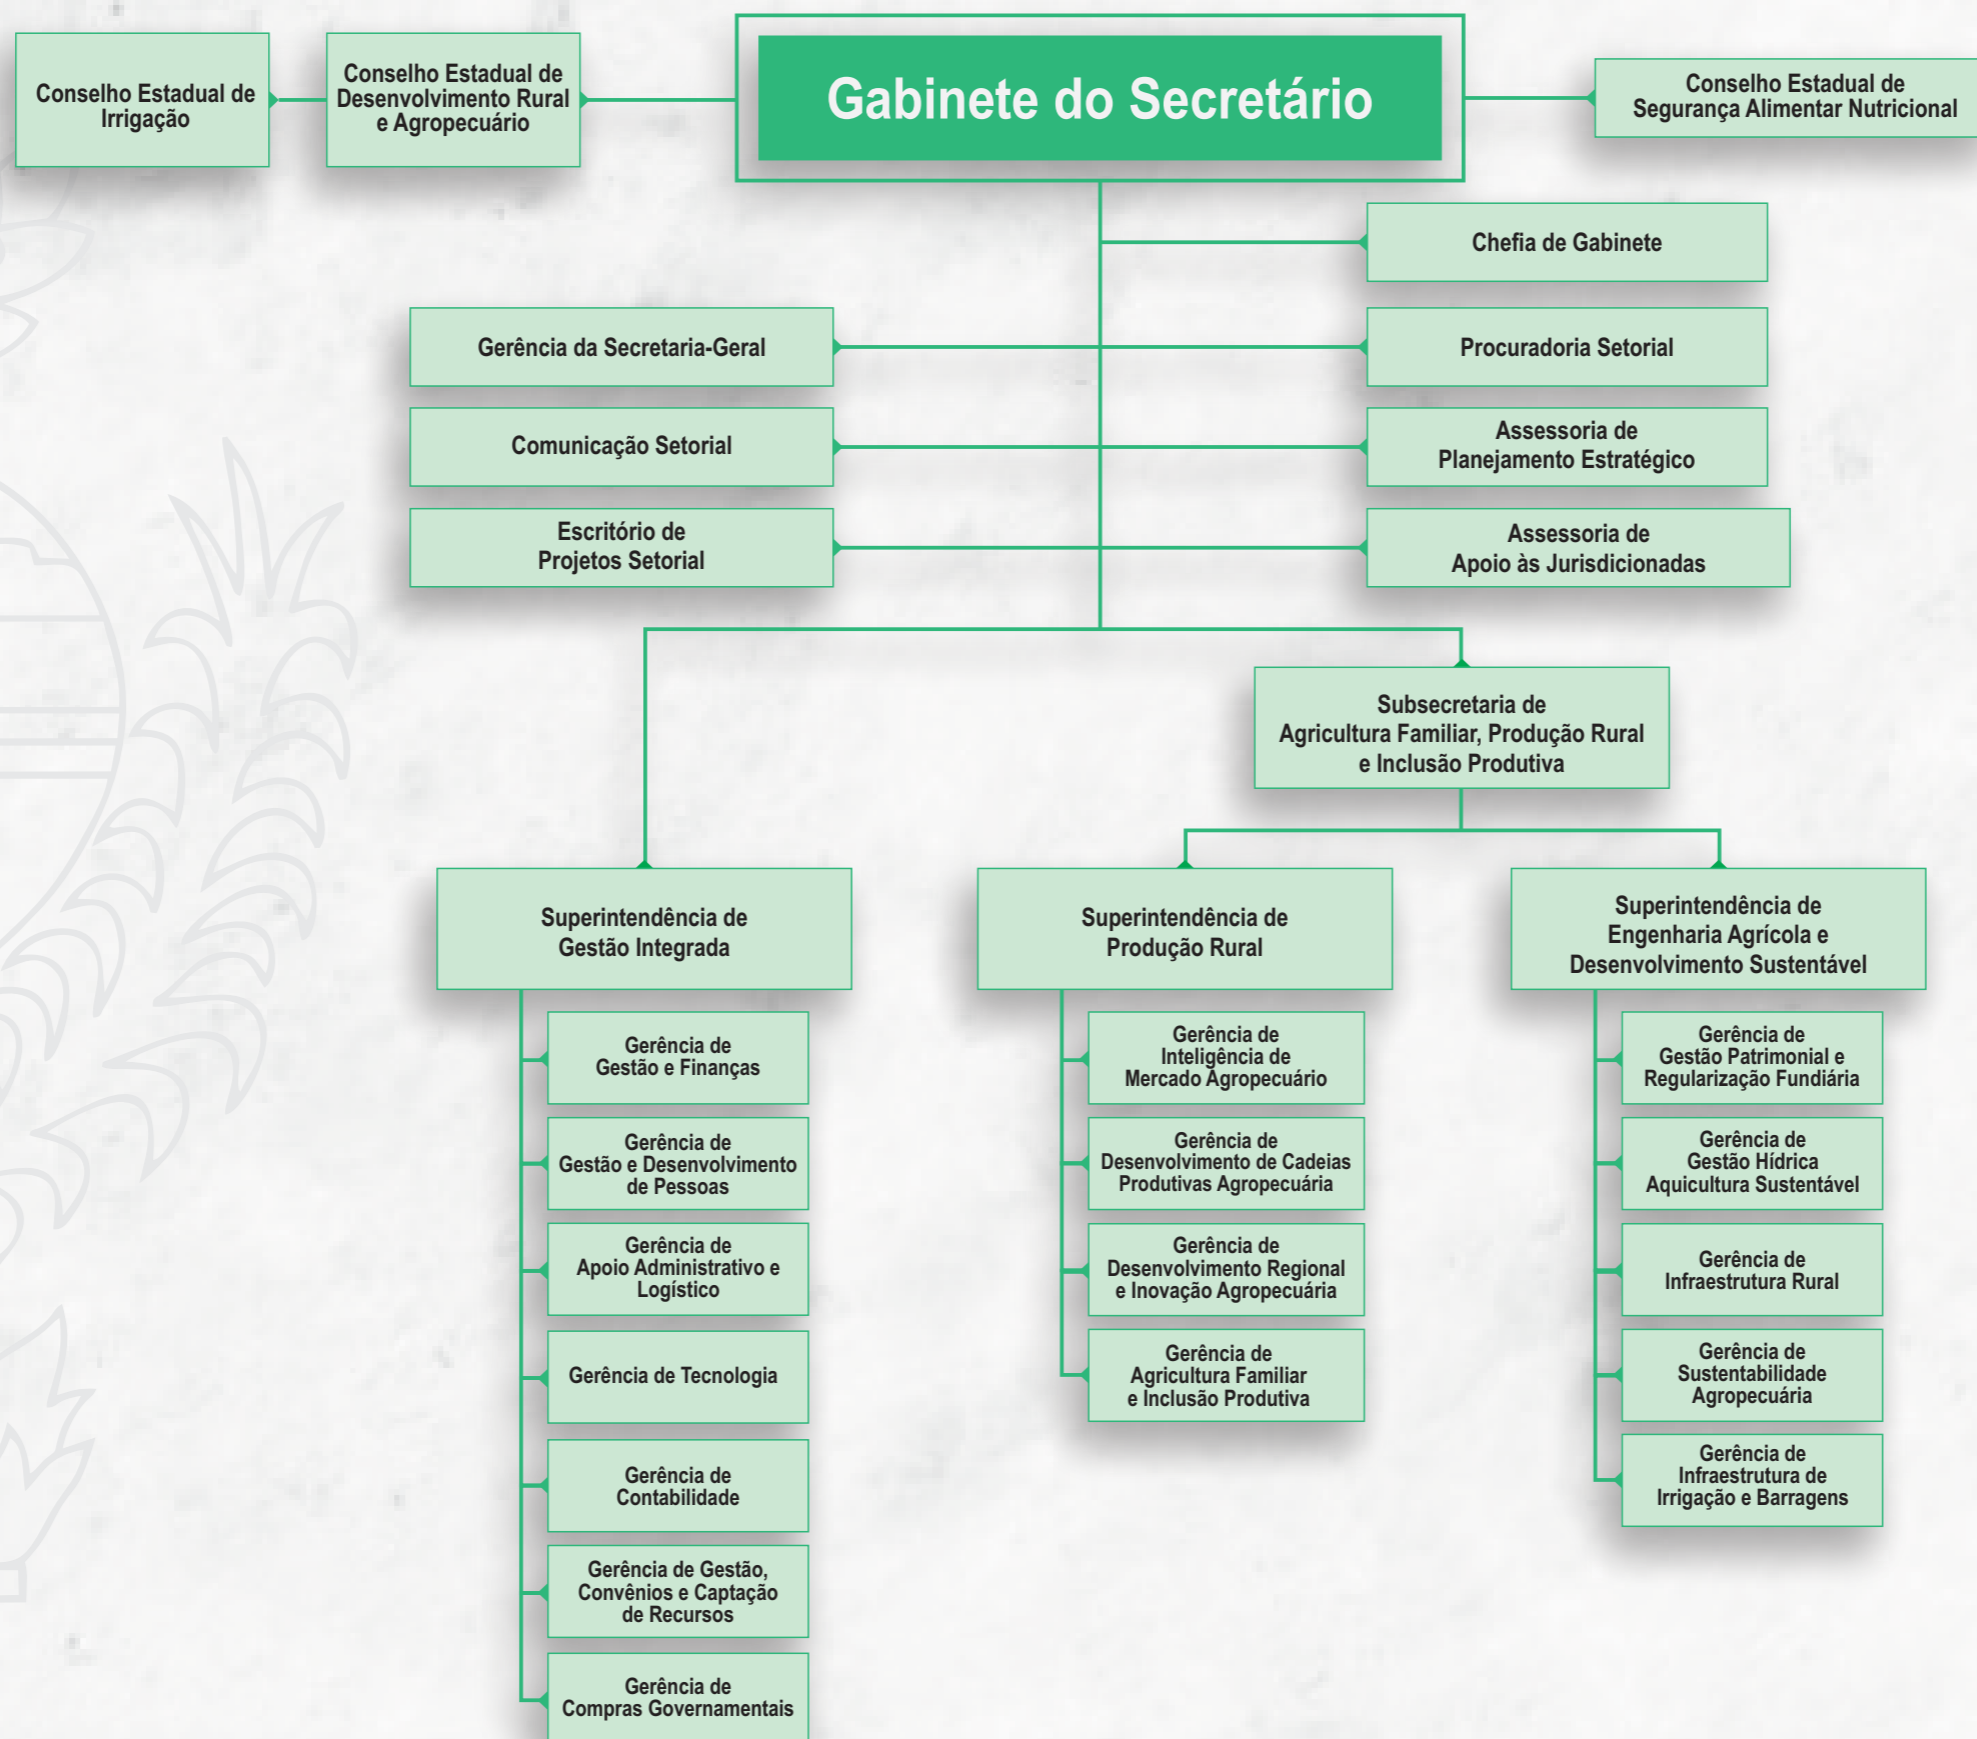 Conselho Estadual de
Irrigação
Conselho Estadual de
Desenvolvimento Rural
e Agropecuário
Gabinete do Secretário
Conselho Estadual de
Segurança Alimentar Nutricional
Chefia de Gabinete
Gerência da Secretaria-Geral
Procuradoria Setorial
Comunicação Setorial
Assessoria de
Planejamento Estratégico
Escritório de
Projetos Setorial
Assessoria de
Apoio às Jurisdicionadas
Subsecretaria de
Agricultura Familiar, Produção Rural
e Inclusão Produtiva
Superintendência de
Gestão Integrada
Gerência de
Gestão e Finanças
Gerência de
Gestão e Desenvolvimento
de Pessoas
Gerência de
Apoio Administrativo e
Logístico
Gerência de Tecnologia
Gerência de
Contabilidade
Gerência de Gestão,
Convênios e Captação
de Recursos
Gerência de
Compras Governamentais
Superintendência de
Produção Rural
Gerência de
Inteligência de
Mercado Agropecuário
Gerência de
Desenvolvimento de Cadeias
Produtivas Agropecuária
Gerência de
Desenvolvimento Regional
e Inovação Agropecuária
Gerência de
Agricultura Familiar
e Inclusão Produtiva
Superintendência de
Engenharia Agrícola e
Desenvolvimento Sustentável
Gerência de
Gestão Patrimonial e
Regularização Fundiária
Gerência de
Gestão Hídrica
Aquicultura Sustentável
Gerência de
Infraestrutura Rural
Gerência de
Sustentabilidade
Agropecuária
Gerência de
Infraestrutura de
Irrigação e Barragens